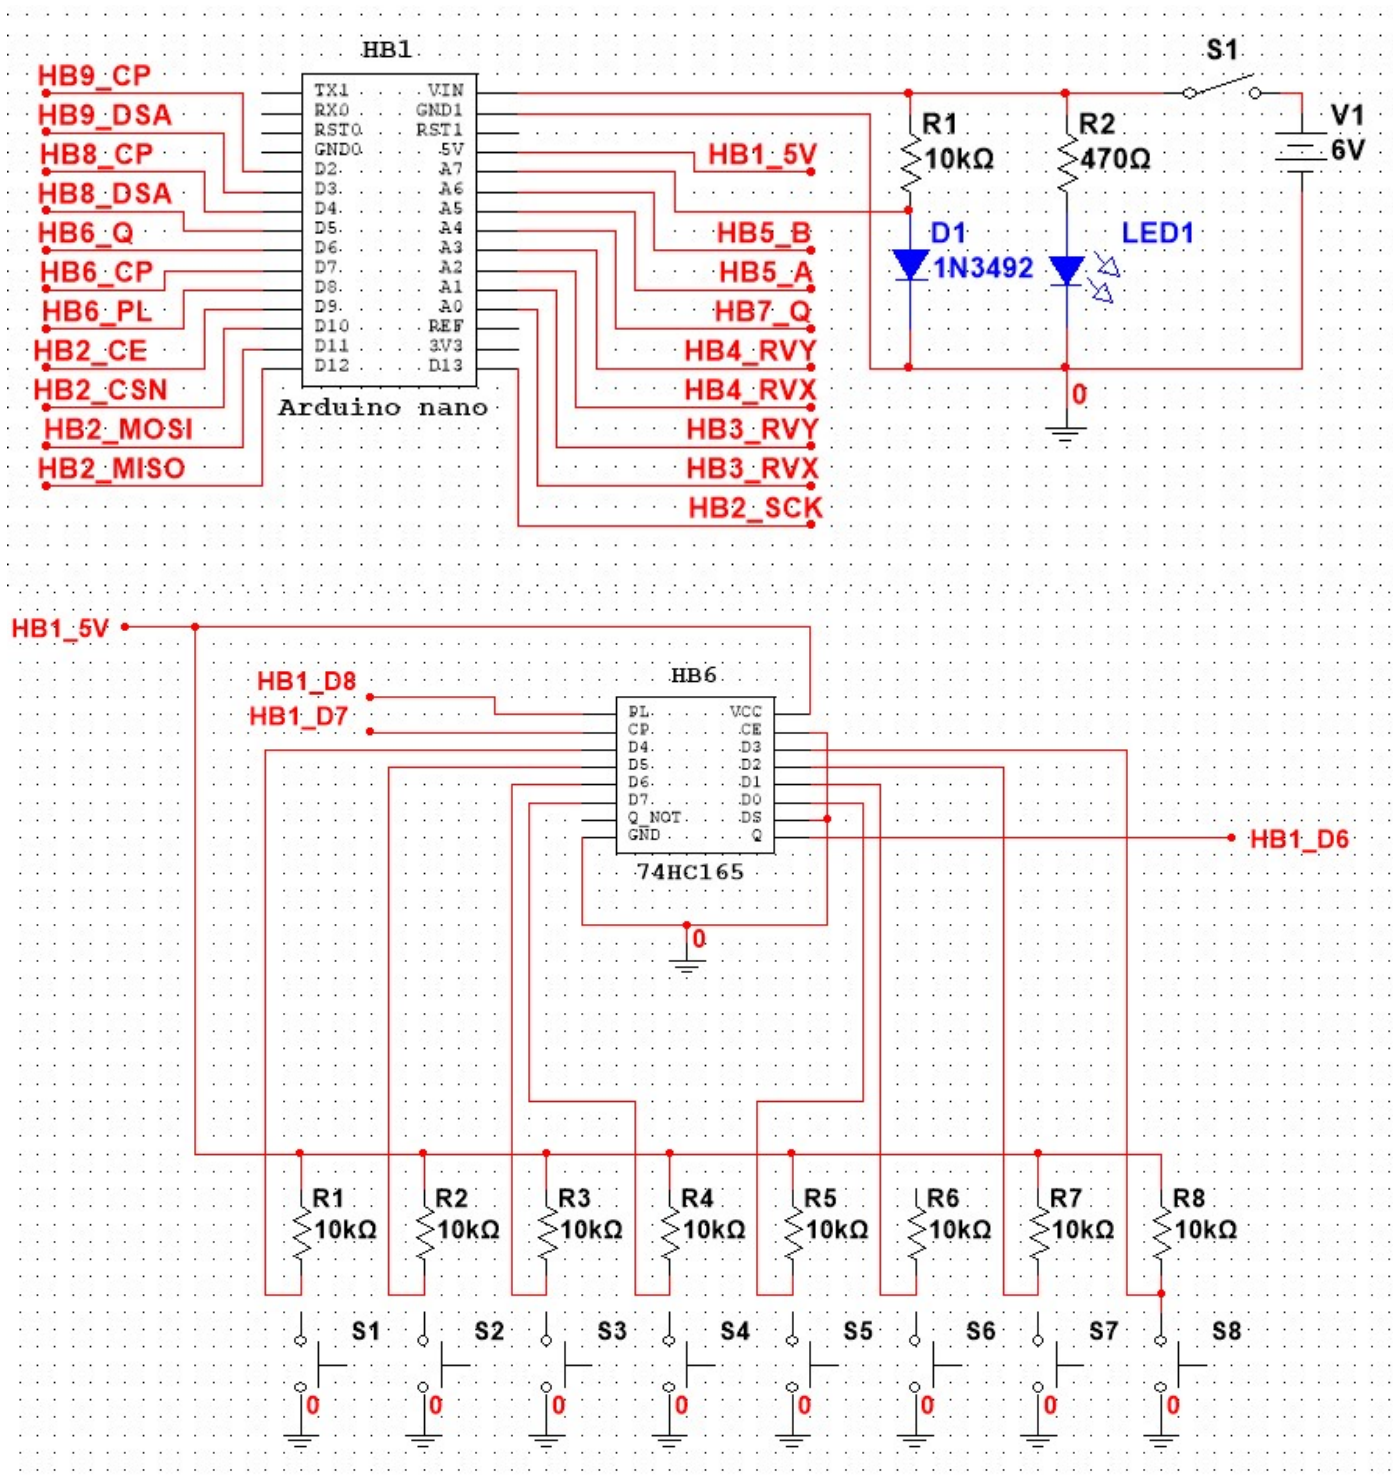 HB1
HB9_CP
HB9_DSA
HB8_CP
HB8_DSA
HB6_Q
HB6_CP
HB6_PL
HB2_CE
HB2_CSN
HB2_MOSI
HB2_MISO
TX1 VIN
RX0 GND1
RST0 RST1
GND0 5V
D2 A7
D3 A6
D4 A5
D5 A4
D6 A3
D7 A2
D8 A1
D9 A0
D10 REF
D11 3V3
D12 D13
Arduino nano
HB1_5V
HB5_B
HB5_A
HB7_Q
HB4_RVY
HB4_RVX
HB3_RVY
HB3_RVX
HB2_SCK
S1
R1
10kΩ
R2
470Ω
V1
6V
D1
1N3492
LED1
0
HB1_5V
HB1_D8
HB1_D7
HB6
PL VCC
CP CE
D4 D3
D5 D2
D6 D1
D7 D0
Q_NOT DS
GND Q
74HC165
HB1_D6
0
R1 R2 R3 R4 R5 R6 R7 R8
10kΩ 10kΩ 10kΩ 10kΩ 10kΩ 10kΩ 10kΩ 10kΩ
S1 S2 S3 S4 S5 S6 S7 S8
0 0 0 0 0 0 0 0